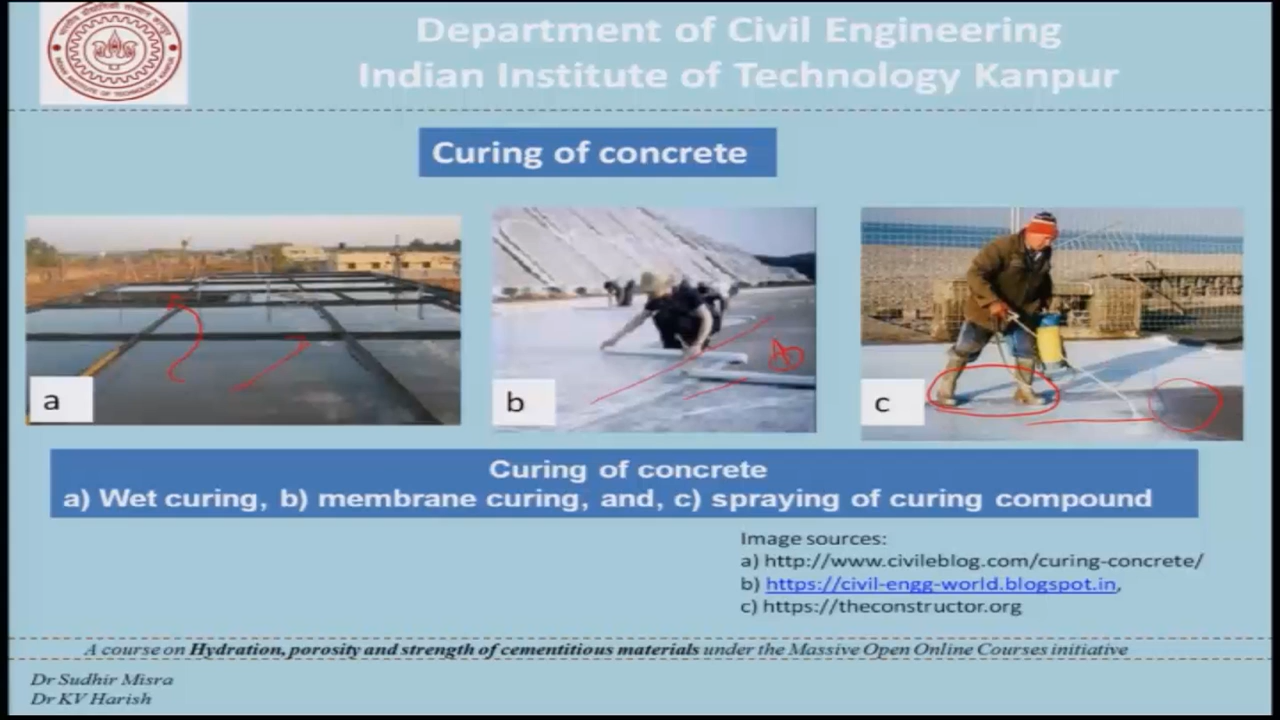 Department of Civil Engineering
Indian Institute of Technology Kanpur
Curing of concrete
a
b
c
Curing of concrete
a) Wet curing, b) membrane curing, and, c) spraying of curing compound
Image sources:
a) http://www.civileblog.com/curing-concrete/
b) https://civil-engg-world.blogspot.in,
c) https://theconstructor.org
A course on Hydration, porosity and strength of cementitious materials under the Massive Open Online Courses initiative
Dr Sudhir Misra
Dr KV Harish